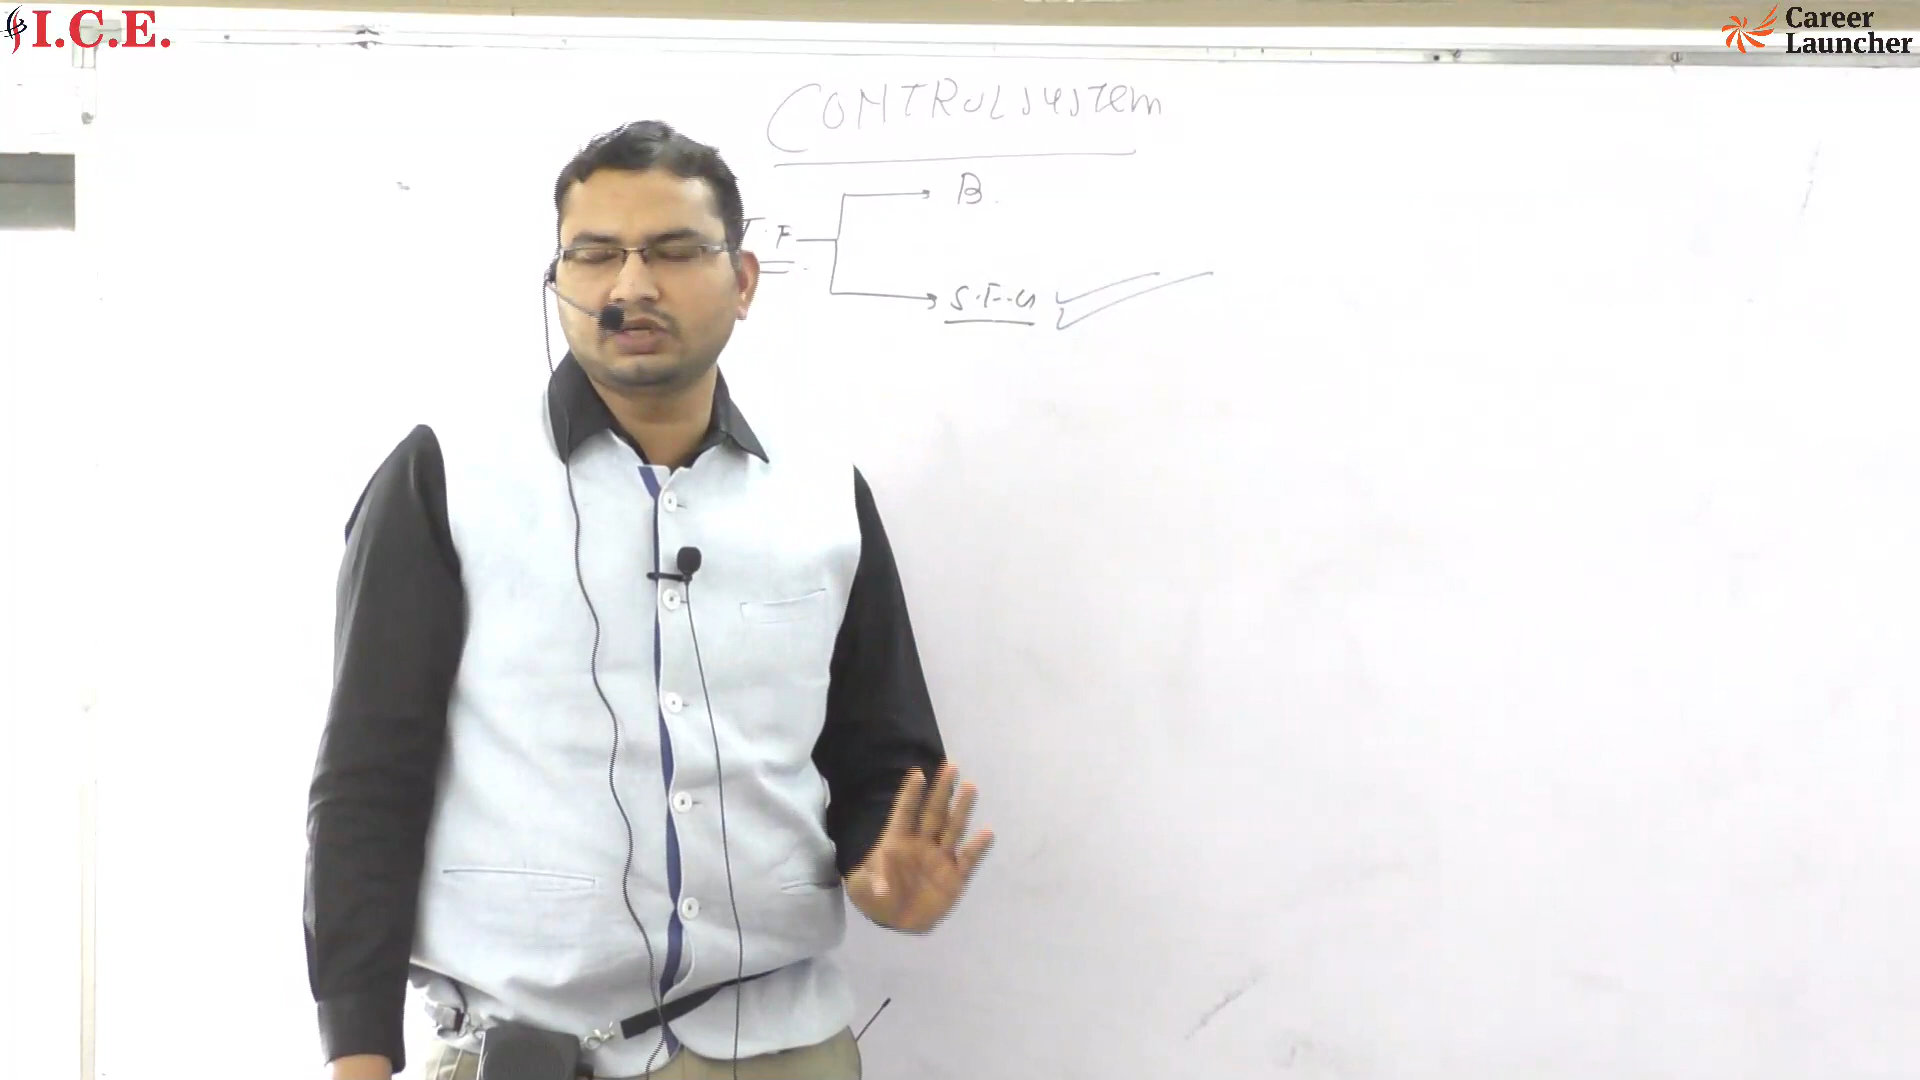 I.C.E.
Career
Launcher
CONTROL SYSTEM
B.
T.F
S.F.G